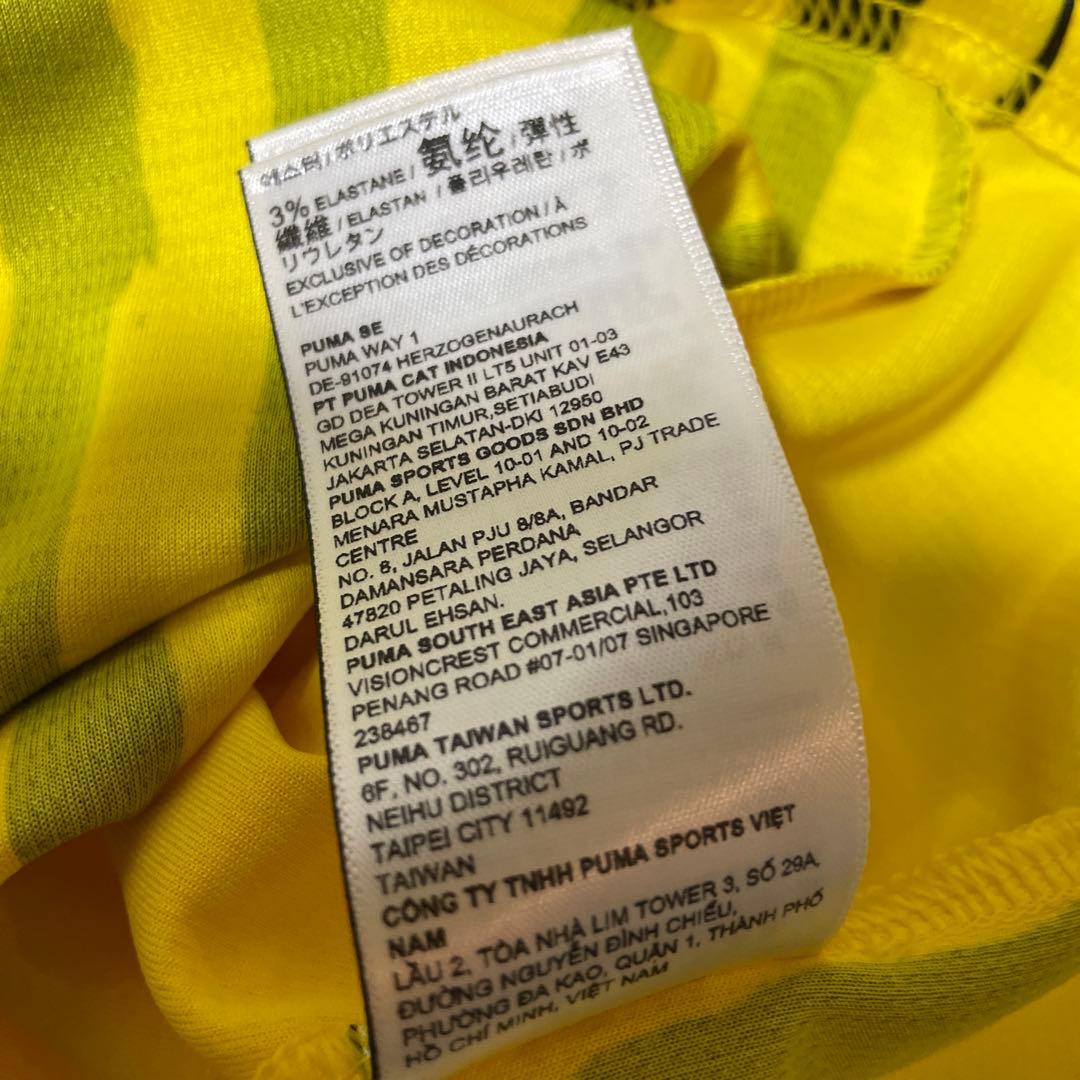 에스터 / ポリエステル
3% ELASTANE / 氨纶 / 彈性
纖維 / ELASTAN / 폴리우레탄 / ポ
リウレタン
EXCLUSIVE OF DECORATION / À
L'EXCEPTION DES DÉCORATIONS
PUMA SE
PUMA WAY 1
DE-91074 HERZOGENAURACH
PT PUMA CAT INDONESIA
GD DEA TOWER II LT5 UNIT 01-03
MEGA KUNINGAN BARAT KAV E43
KUNINGAN TIMUR,SETIABUDI
JAKARTA SELATAN-DKI 12950
PUMA SPORTS GOODS SDN BHD
BLOCK A, LEVEL 10-01 AND 10-02
MENARA MUSTAPHA KAMAL, PJ TRADE
CENTRE
NO. 8, JALAN PJU 8/8A, BANDAR
DAMANSARA PERDANA
47820 PETALING JAYA, SELANGOR
DARUL EHSAN.
PUMA SOUTH EAST ASIA PTE LTD
VISIONCREST COMMERCIAL,103
PENANG ROAD #07-01/07 SINGAPORE
238467
PUMA TAIWAN SPORTS LTD.
6F, NO. 302, RUIGUANG RD.
NEIHU DISTRICT
TAIPEI CITY 11492
TAIWAN
CÔNG TY TNHH PUMA SPORTS VIỆT
NAM
LẦU 2, TÒA NHÀ LIM TOWER 3, SỐ 29A,
ĐƯỜNG NGUYỄN ĐÌNH CHIỂU,
PHƯỜNG ĐA KAO, QUẬN 1, THÀNH PHỐ
HỒ CHÍ MINH, VIỆT NAM